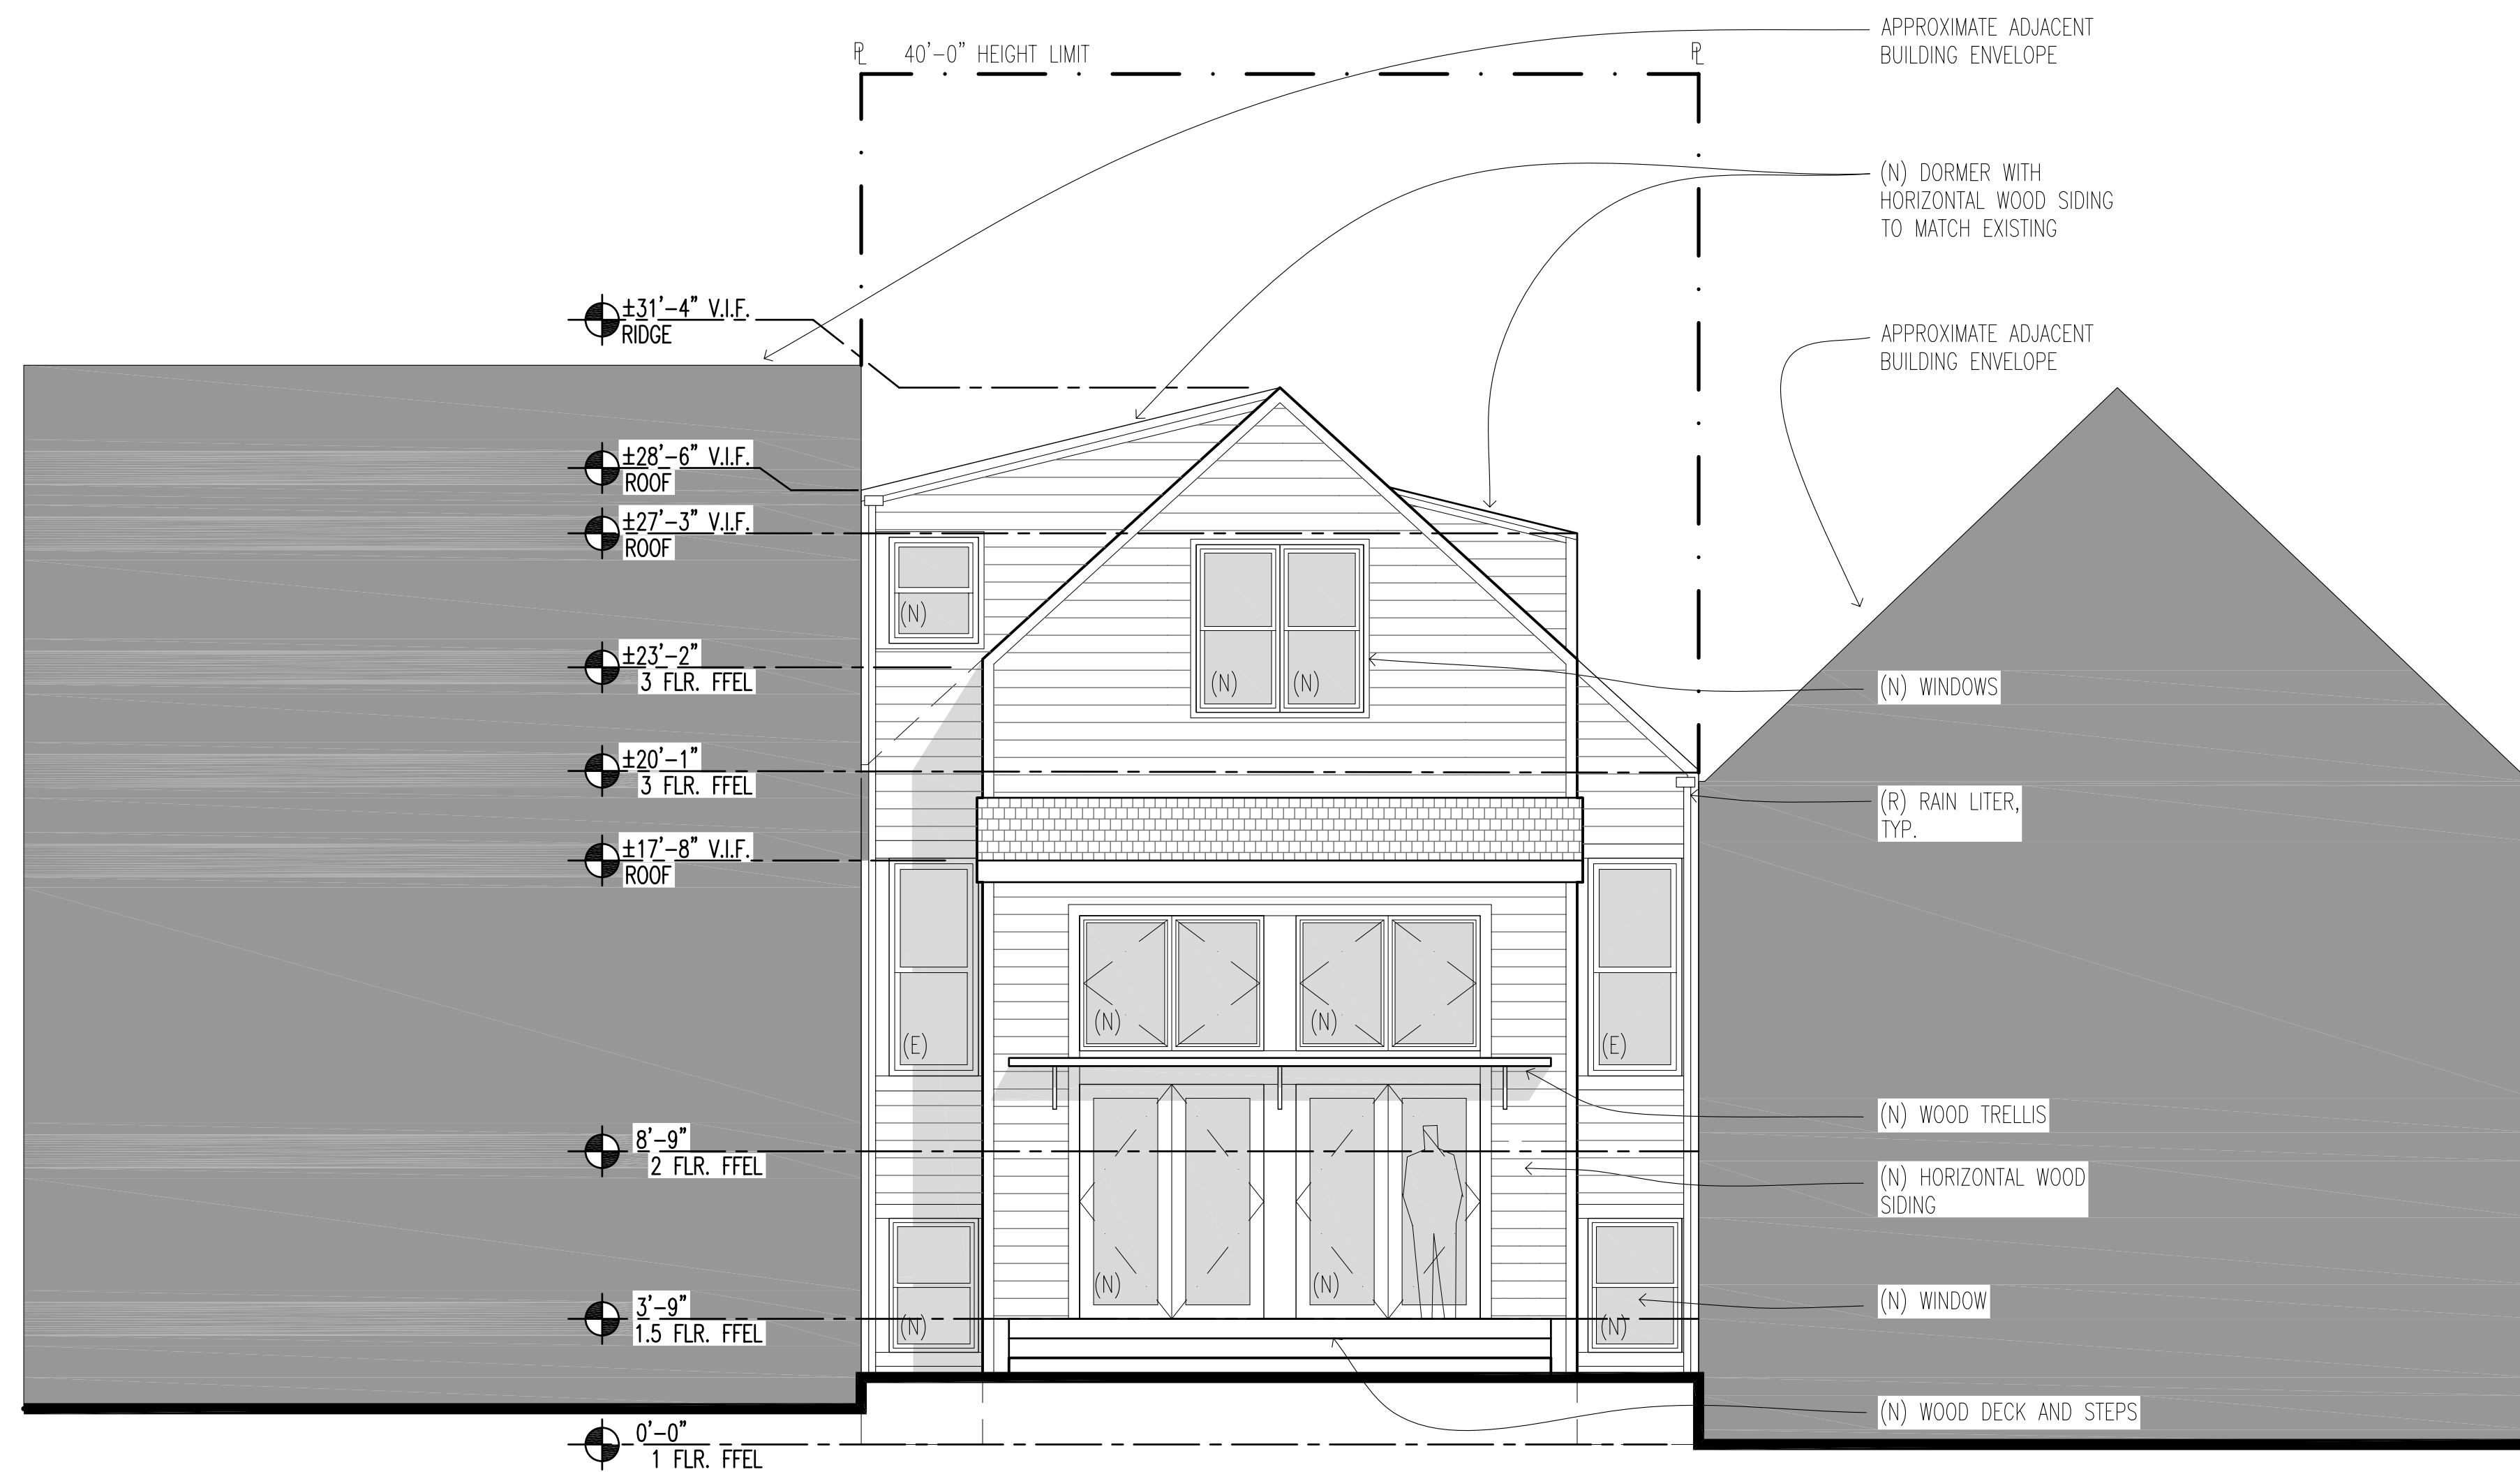 ℄ 40'-0" HEIGHT LIMIT ℄
APPROXIMATE ADJACENT
BUILDING ENVELOPE
(N) DORMER WITH
HORIZONTAL WOOD SIDING
TO MATCH EXISTING
APPROXIMATE ADJACENT
BUILDING ENVELOPE
±31'-4" V.I.F.
RIDGE
±28'-6" V.I.F.
ROOF
±27'-3" V.I.F.
ROOF
±23'-2"
3 FLR. FFEL
±20'-1"
3 FLR. FFEL
±17'-8" V.I.F.
ROOF
8'-9"
2 FLR. FFEL
3'-9"
1.5 FLR. FFEL
0'-0"
1 FLR. FFEL
(N)
(N) (N)
(N) (N)
(E) (E)
(N) (N)
(N) (N)
(N) WINDOWS
(R) RAIN LITER,
TYP.
(N) WOOD TRELLIS
(N) HORIZONTAL WOOD
SIDING
(N) WINDOW
(N) WOOD DECK AND STEPS